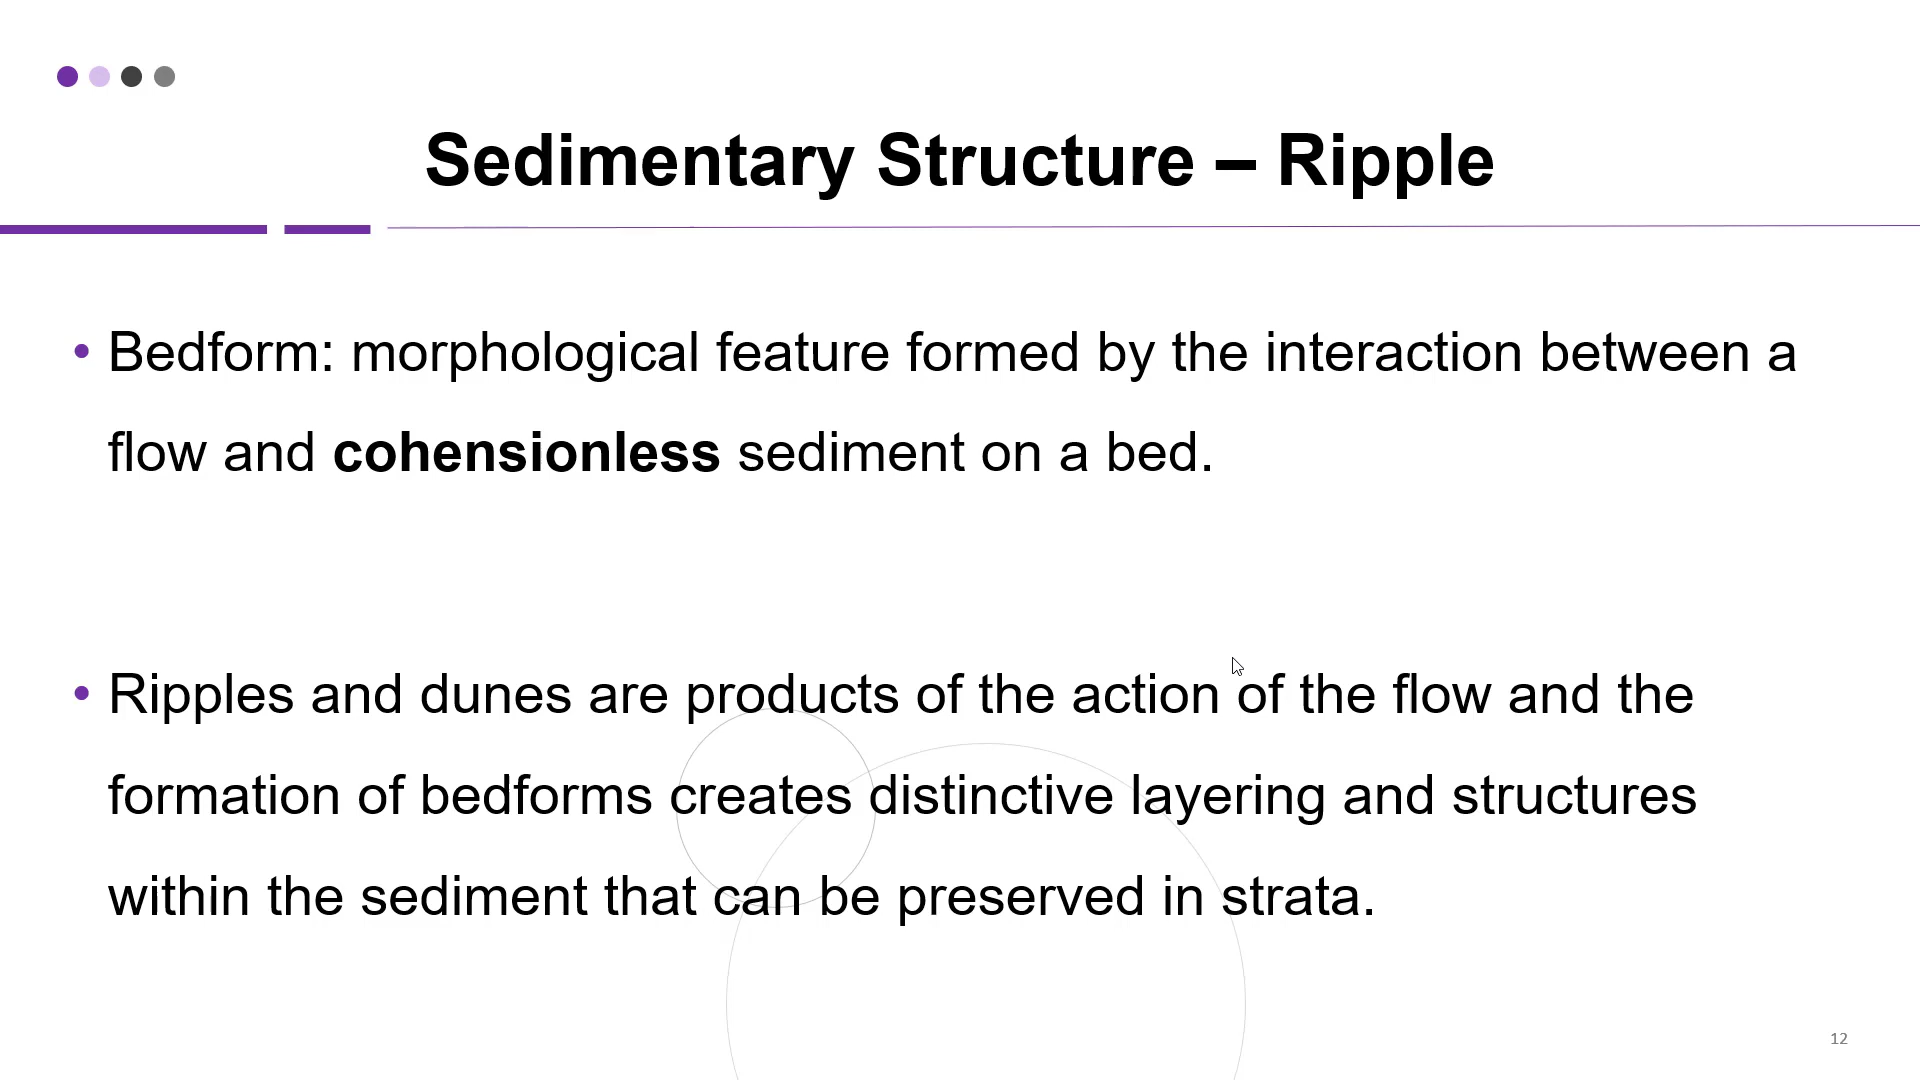 Sedimentary Structure – Ripple
• Bedform: morphological feature formed by the interaction between a
flow and cohensionless sediment on a bed.
• Ripples and dunes are products of the action of the flow and the
formation of bedforms creates distinctive layering and structures
within the sediment that can be preserved in strata.
12